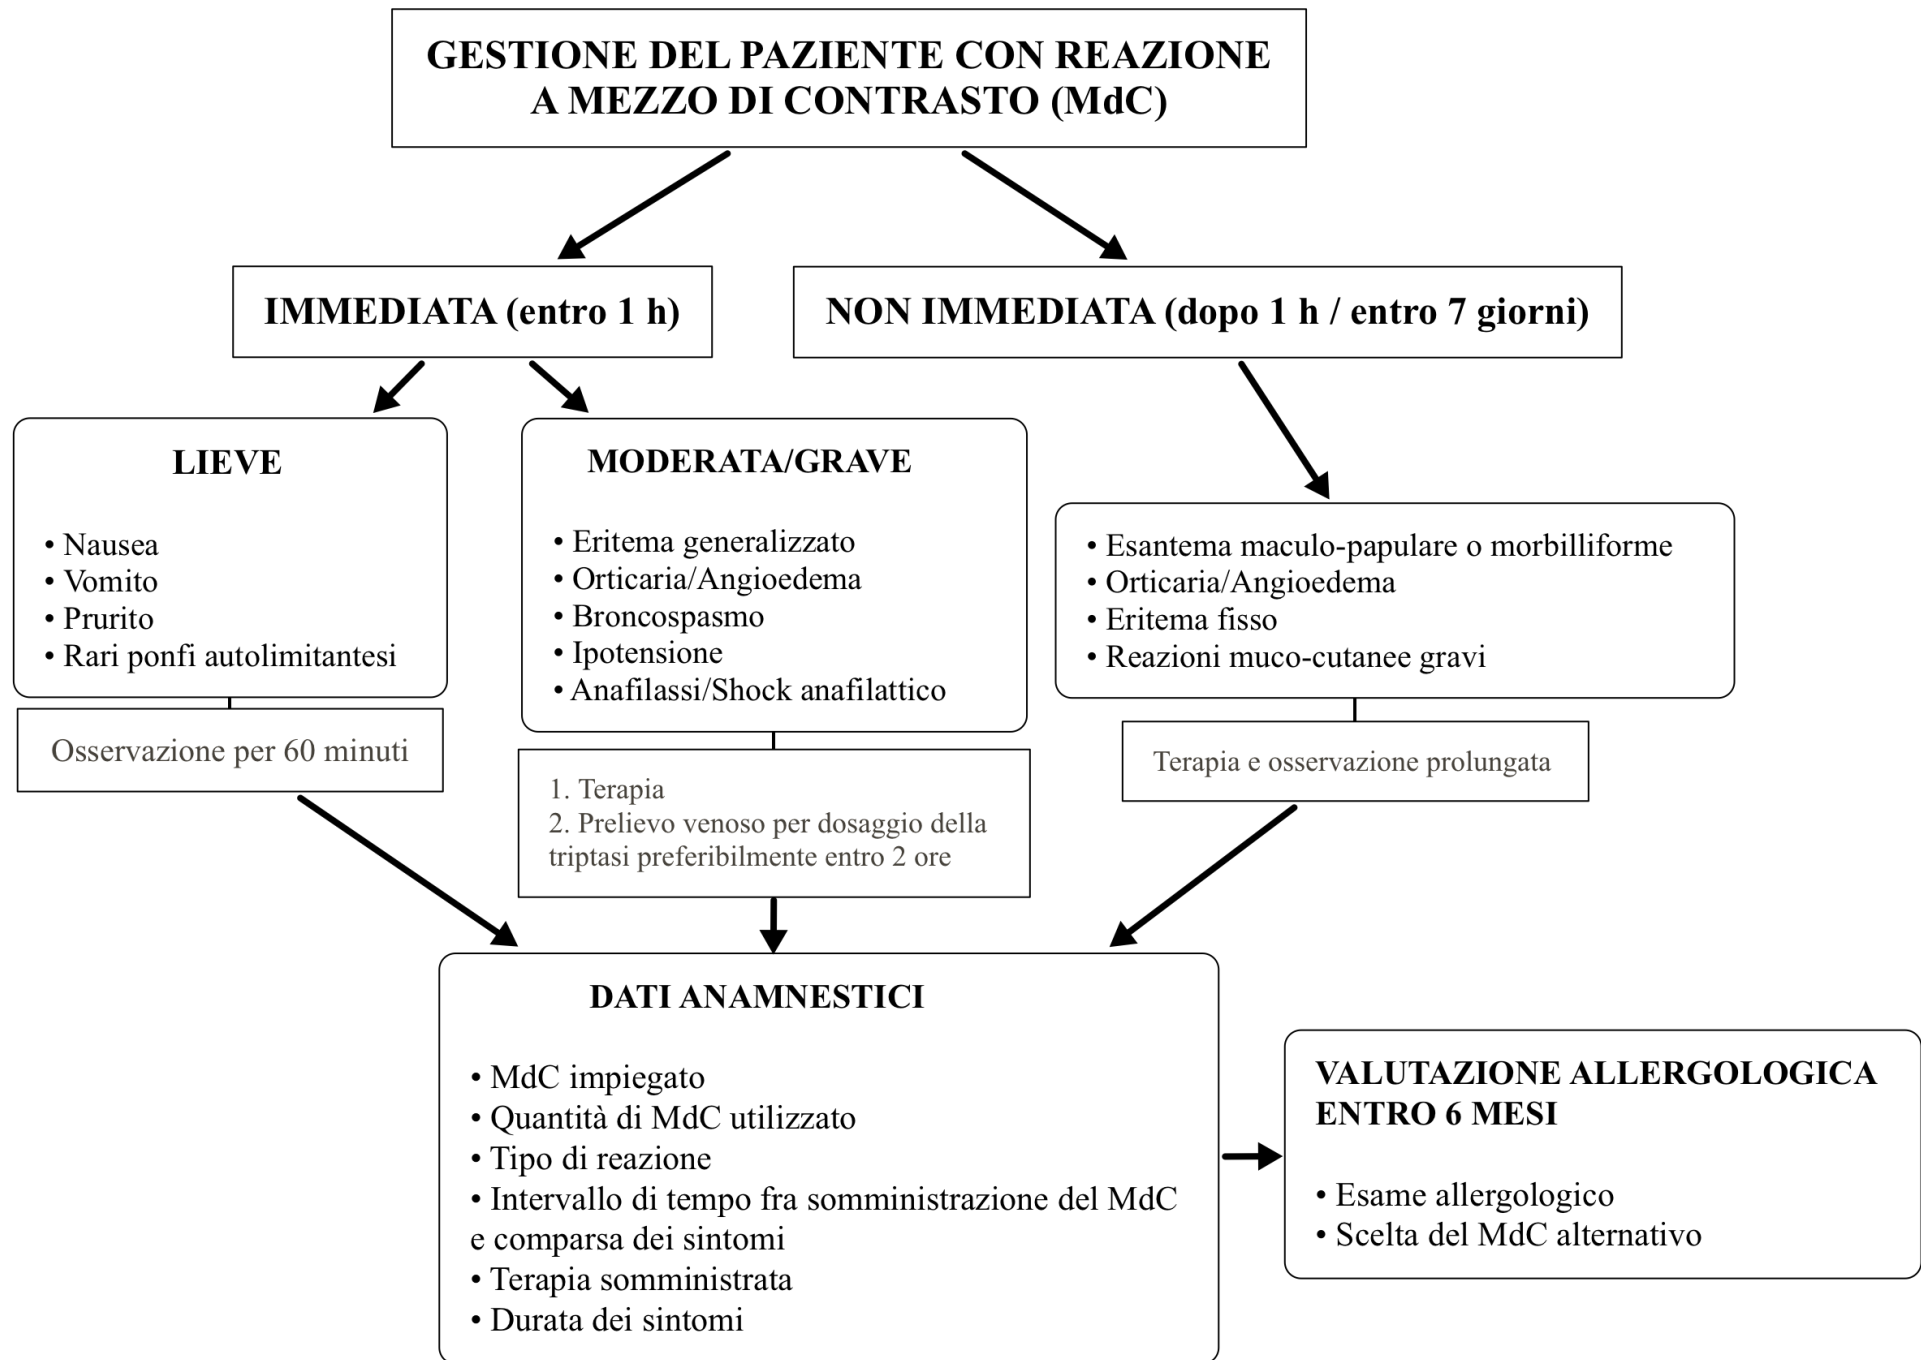 GESTIONE DEL PAZIENTE CON REAZIONE
A MEZZO DI CONTRASTO (MdC)
IMMEDIATA (entro 1 h)
NON IMMEDIATA (dopo 1 h / entro 7 giorni)
LIEVE
• Nausea
• Vomito
• Prurito
• Rari ponfi autolimitantesi
Osservazione per 60 minuti
MODERATA/GRAVE
• Eritema generalizzato
• Orticaria/Angioedema
• Broncospasmo
• Ipotensione
• Anafilassi/Shock anafilattico
1. Terapia
2. Prelievo venoso per dosaggio della
triptasi preferibilmente entro 2 ore
• Esantema maculo-papulare o morbilliforme
• Orticaria/Angioedema
• Eritema fisso
• Reazioni muco-cutanee gravi
Terapia e osservazione prolungata
DATI ANAMNESTICI
• MdC impiegato
• Quantità di MdC utilizzato
• Tipo di reazione
• Intervallo di tempo fra somministrazione del MdC
e comparsa dei sintomi
• Terapia somministrata
• Durata dei sintomi
VALUTAZIONE ALLERGOLOGICA
ENTRO 6 MESI
• Esame allergologico
• Scelta del MdC alternativo